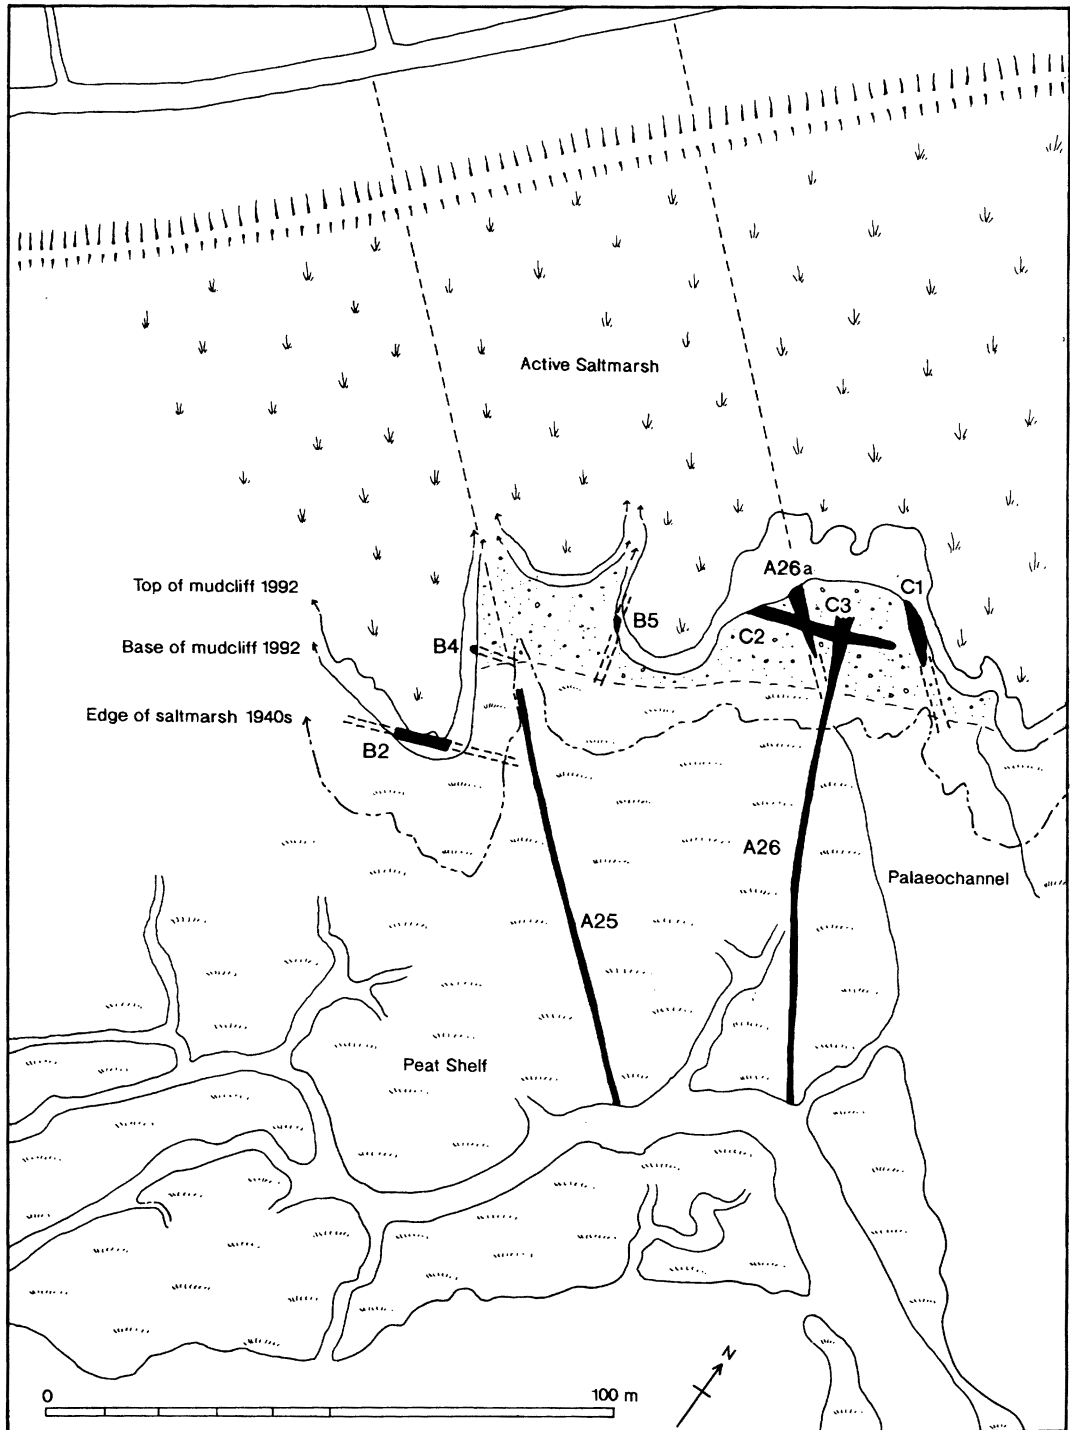 Active Saltmarsh
A26a
C1
Top of mudcliff 1992
C3
B5
C2
B4
Base of mudcliff 1992
Edge of saltmarsh 1940s
B2
A26
Palaeochannel
A25
Peat Shelf
N
0
100 m